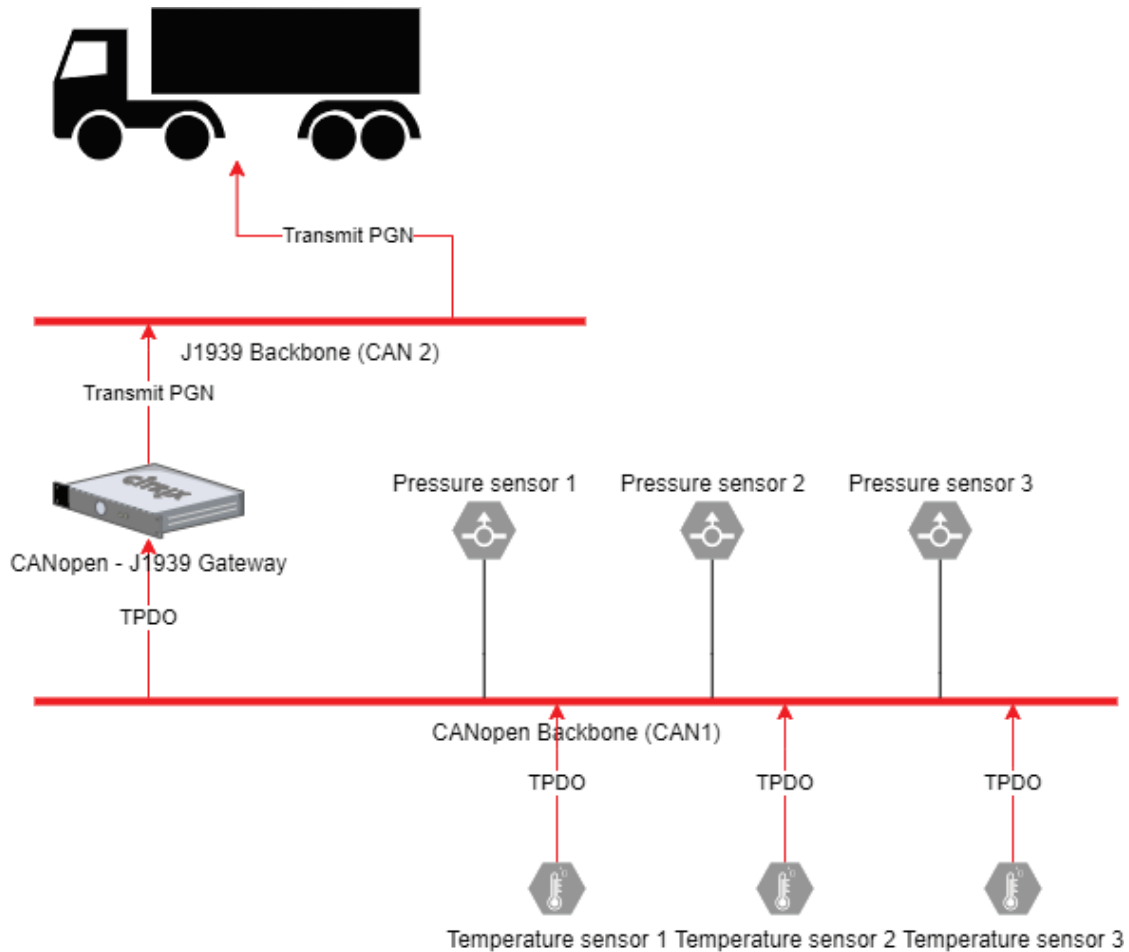 Transmit PGN
J1939 Backbone (CAN 2)
Transmit PGN
citrix
CANopen - J1939 Gateway
TPDO
Pressure sensor 1
Pressure sensor 2
Pressure sensor 3
CANopen Backbone (CAN1)
TPDO
TPDO
TPDO
Temperature sensor 1
Temperature sensor 2
Temperature sensor 3